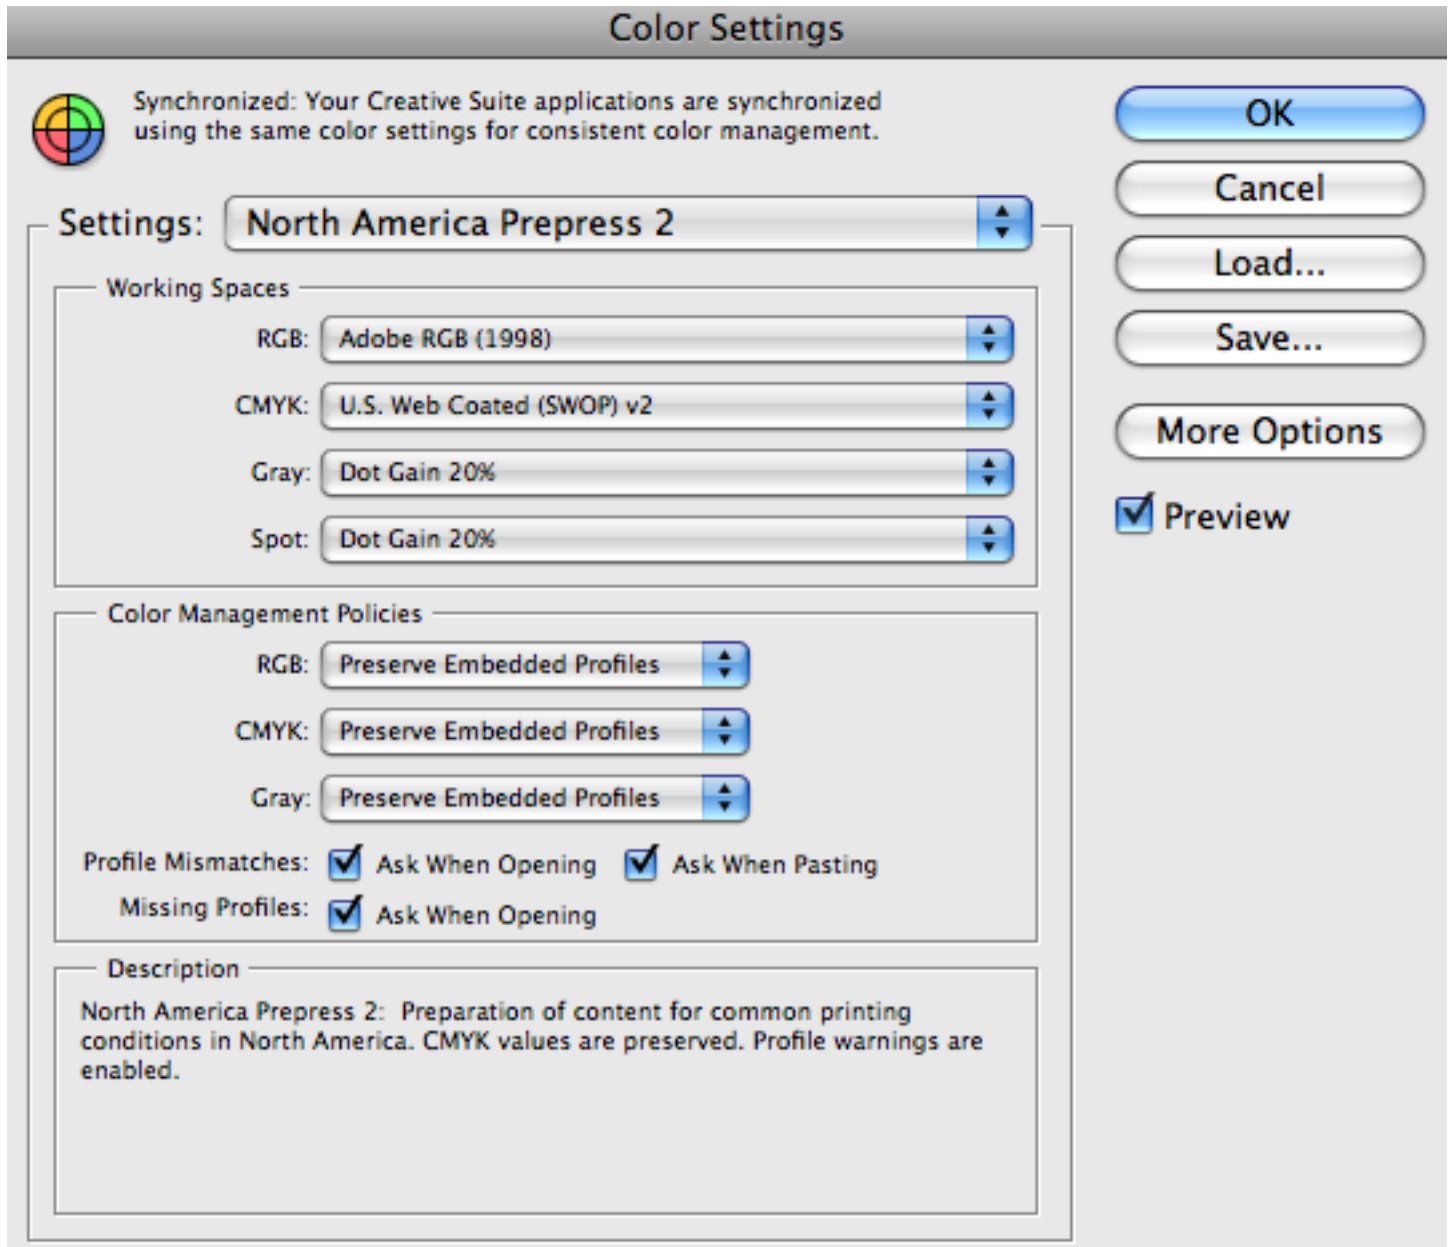 Color Settings
Synchronized: Your Creative Suite applications are synchronized
using the same color settings for consistent color management.
OK
Cancel
Load...
Save...
More Options
Preview
Settings: North America Prepress 2
Working Spaces
RGB: Adobe RGB (1998)
CMYK: U.S. Web Coated (SWOP) v2
Gray: Dot Gain 20%
Spot: Dot Gain 20%
Color Management Policies
RGB: Preserve Embedded Profiles
CMYK: Preserve Embedded Profiles
Gray: Preserve Embedded Profiles
Profile Mismatches: Ask When Opening Ask When Pasting
Missing Profiles: Ask When Opening
Description
North America Prepress 2:  Preparation of content for common printing
conditions in North America. CMYK values are preserved. Profile warnings are
enabled.